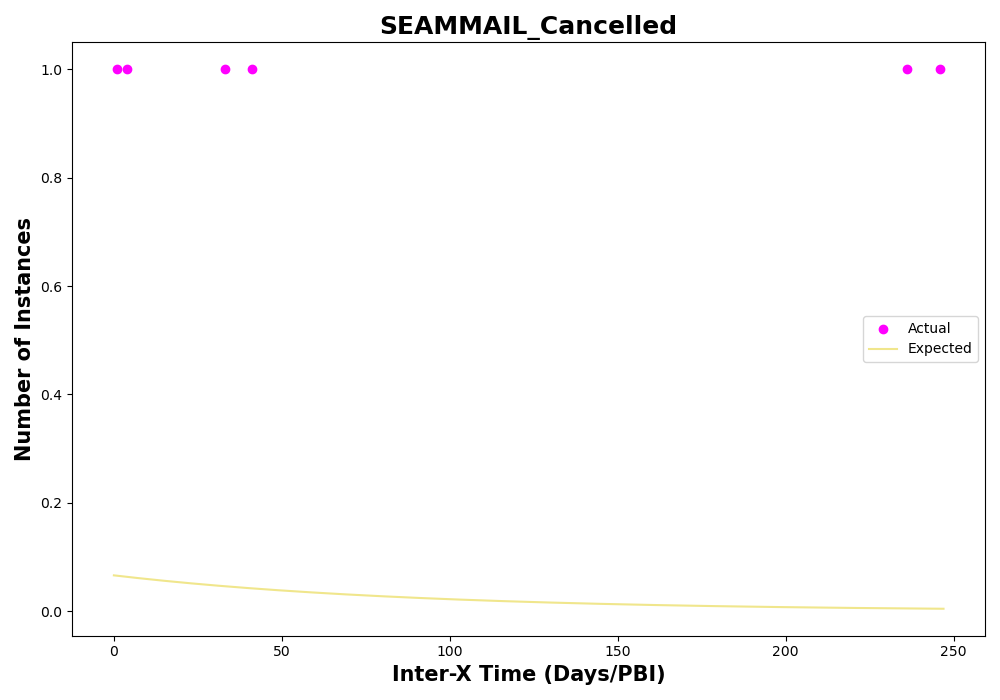 SEAMMAIL_Cancelled
Number of Instances
1.0
0.8
0.6
0.4
0.2
0.0
Actual
Expected
0
50
100
150
200
250
Inter-X Time (Days/PBI)